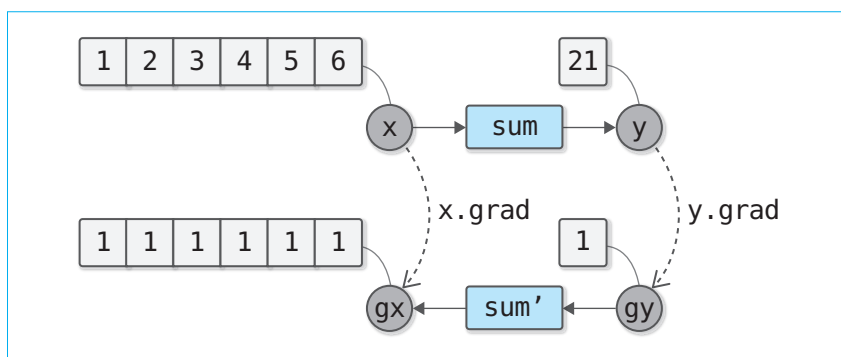 1 2 3 4 5 6 21
x sum y
x.grad y.grad
1 1 1 1 1 1 1
gx sum’ gy